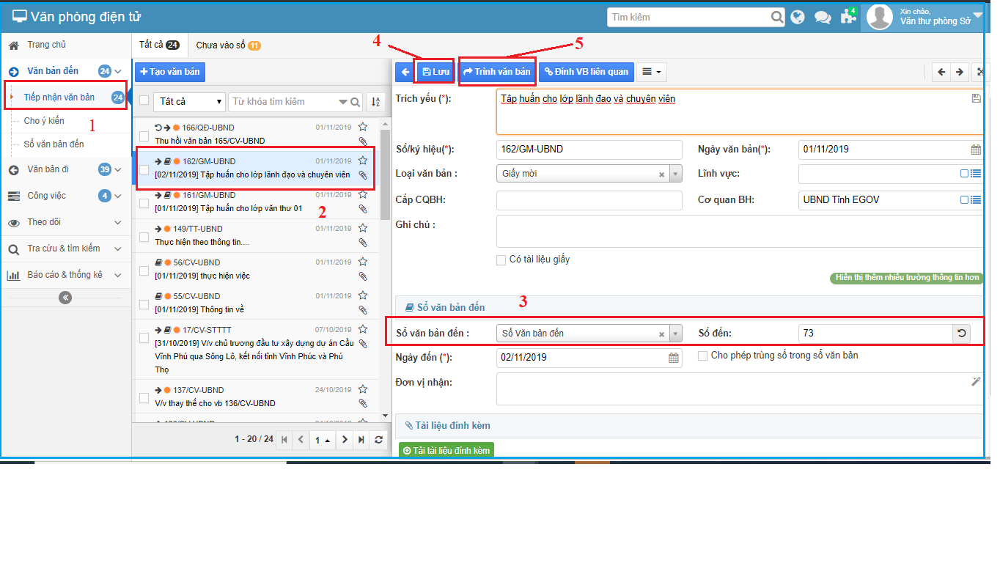 Văn phòng điện tử
Tìm kiếm
4
Xin chào,
Văn thư phòng Sở
Trang chủ
Văn bản đến 24
Tiếp nhận văn bản 24
Cho ý kiến
1
Sổ văn bản đến
Văn bản đi 39
Công việc 4
Theo dõi
Tra cứu & tìm kiếm
Báo cáo & thống kê
Tất cả 24
Chưa vào sổ 11
4
5
+ Tạo văn bản
Tất cả
Từ khóa tìm kiếm
166/QĐ-UBND 01/11/2019
Thu hồi văn bản 165/CV-UBND
162/GM-UBND 01/11/2019
[02/11/2019] Tập huấn cho lớp lãnh đạo và chuyên viên
161/GM-UBND 01/11/2019
[01/11/2019] Tập huấn cho lớp văn thư 01
2
149/TT-UBND 01/11/2019
Thực hiện theo thông tin....
56/CV-UBND 01/11/2019
[01/11/2019] thực hiện việc
55/CV-UBND 01/11/2019
[01/11/2019] Thông tin về
17/CV-STTTT 07/10/2019
[31/10/2019] V/v chủ trương đầu tư xây dựng dự án Cầu
Vĩnh Phú qua Sông Lô, kết nối tỉnh Vĩnh Phúc và Phú
Thọ
137/CV-UBND 24/10/2019
V/v thay thế cho vb 136/CV-UBND
1 - 20 / 24
1
Lưu
Trình văn bản
Đính VB liên quan
Trích yếu (*):
Tập huấn cho lớp lãnh đạo và chuyên viên
Số/ký hiệu(*): 162/GM-UBND
Ngày văn bản(*): 01/11/2019
Loại văn bản : Giấy mời
Lĩnh vực:
Cấp CQBH:
Cơ quan BH: UBND Tỉnh EGOV
Ghi chú :
Có tài liệu giấy
Hiển thị thêm nhiều trường thông tin hơn
Sổ văn bản đến
3
Sổ văn bản đến : Sổ Văn bản đến
Số đến: 73
Ngày đến (*): 02/11/2019
Cho phép trùng số trong sổ văn bản
Đơn vị nhận:
Tài liệu đính kèm
Tải tài liệu đính kèm